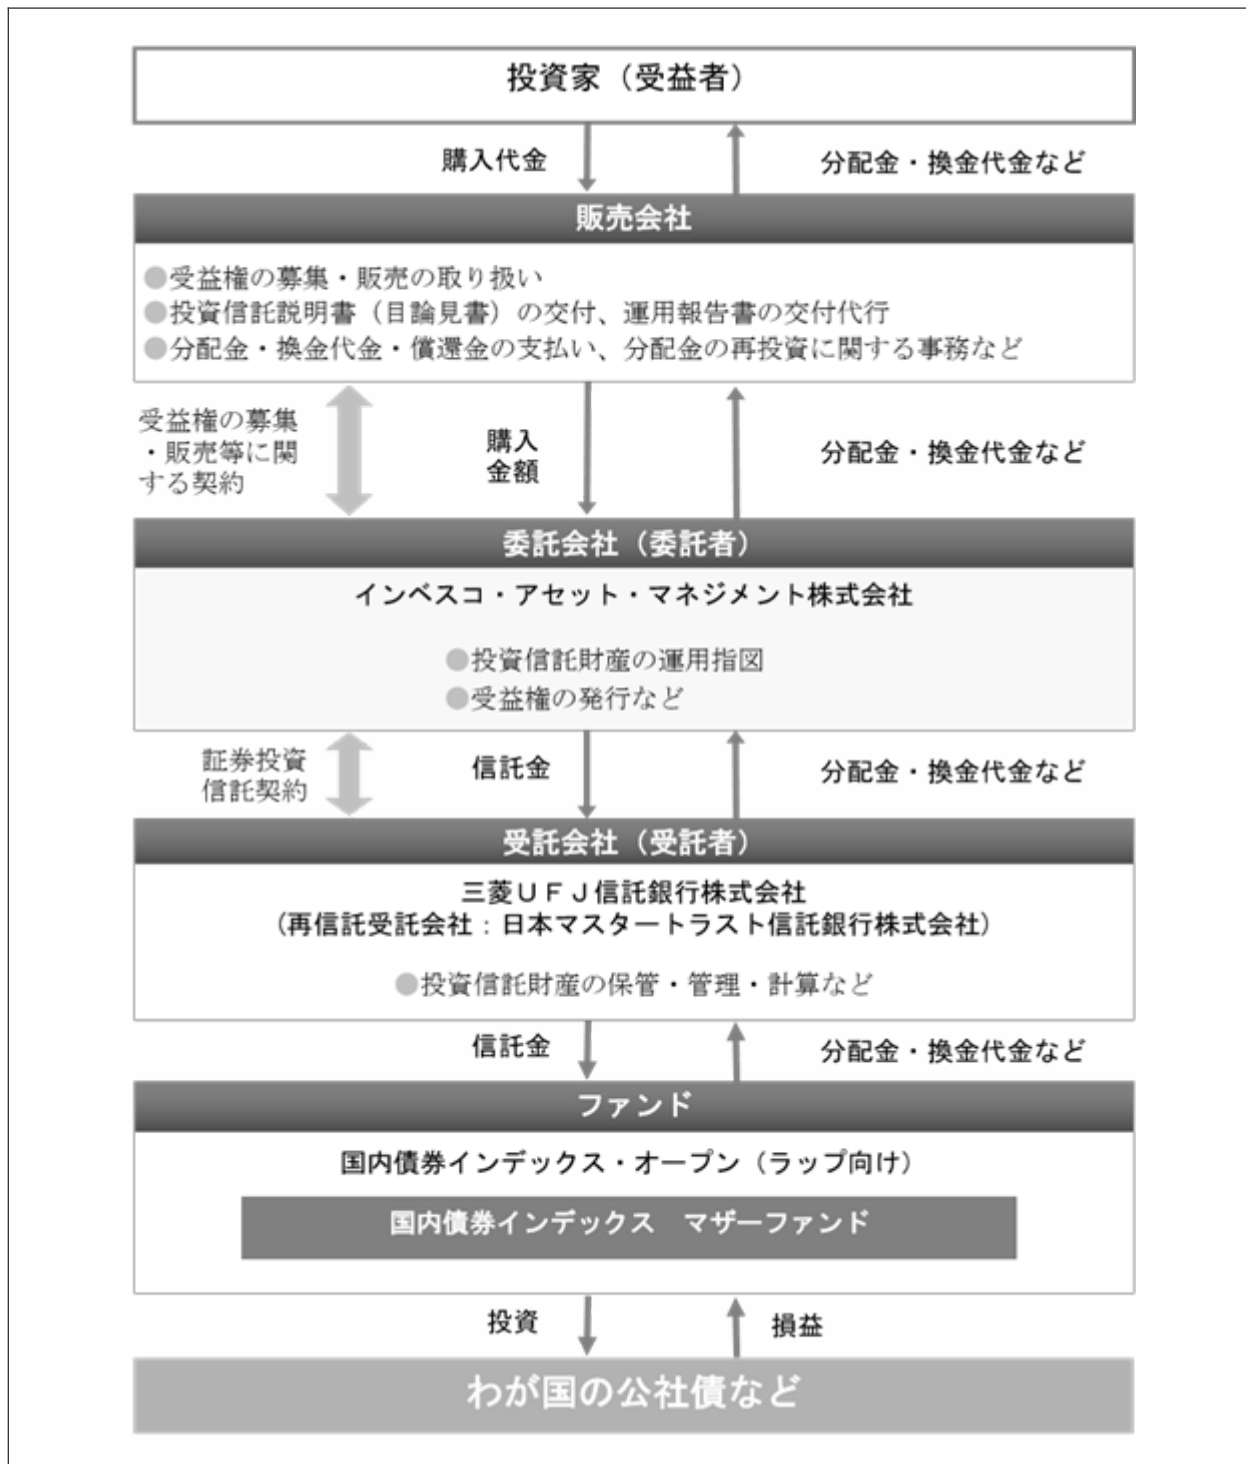 投資家（受益者）
購入代金
分配金・換金代金など
販売会社
●受益権の募集・販売の取り扱い
●投資信託説明書（目論見書）の交付、運用報告書の交付代行
●分配金・換金代金・償還金の支払い、分配金の再投資に関する事務など
受益権の募集
・販売等に関
する契約
購入
金額
分配金・換金代金など
委託会社（委託者）
インベスコ・アセット・マネジメント株式会社
●投資信託財産の運用指図
●受益権の発行など
証券投資
信託契約
信託金
分配金・換金代金など
受託会社（受託者）
三菱ＵＦＪ信託銀行株式会社
（再信託受託会社：日本マスタートラスト信託銀行株式会社）
●投資信託財産の保管・管理・計算など
信託金
分配金・換金代金など
ファンド
国内債券インデックス・オープン（ラップ向け）
国内債券インデックス　マザーファンド
投資
損益
わが国の公社債など